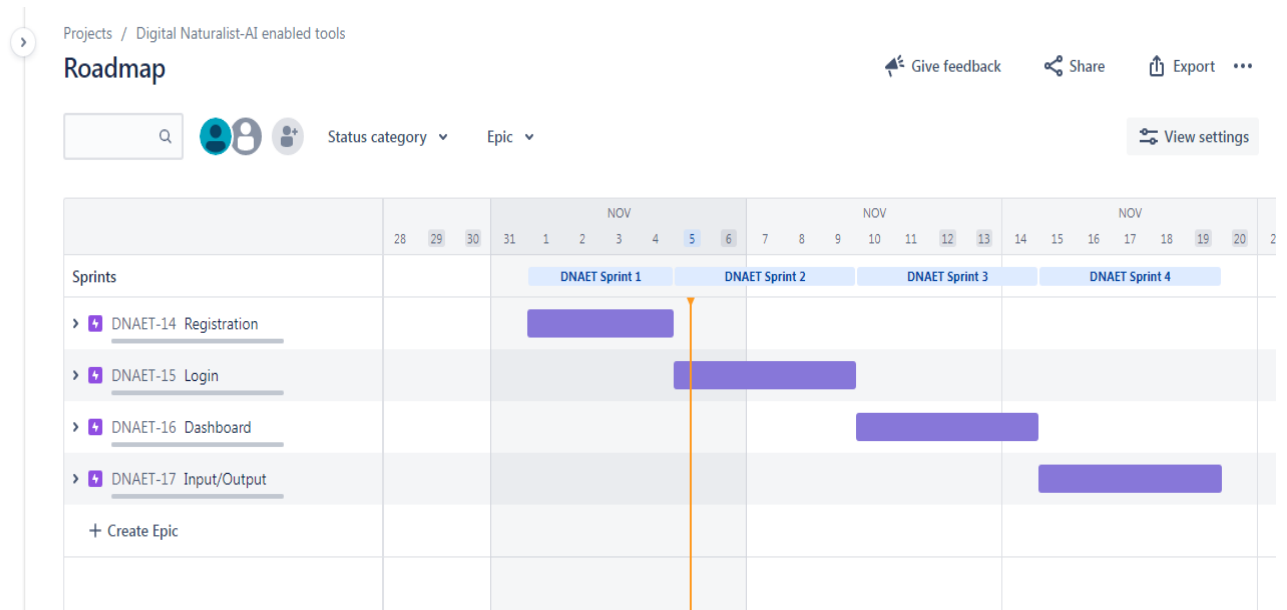 Projects / Digital Naturalist-AI enabled tools
Roadmap
Give feedback
Share
Export
Status category
Epic
View settings
NOV NOV NOV
28 29 30 31 1 2 3 4 5 6 7 8 9 10 11 12 13 14 15 16 17 18 19 20 2
Sprints
DNAET Sprint 1 DNAET Sprint 2 DNAET Sprint 3 DNAET Sprint 4
DNAET-14 Registration
DNAET-15 Login
DNAET-16 Dashboard
DNAET-17 Input/Output
+ Create Epic